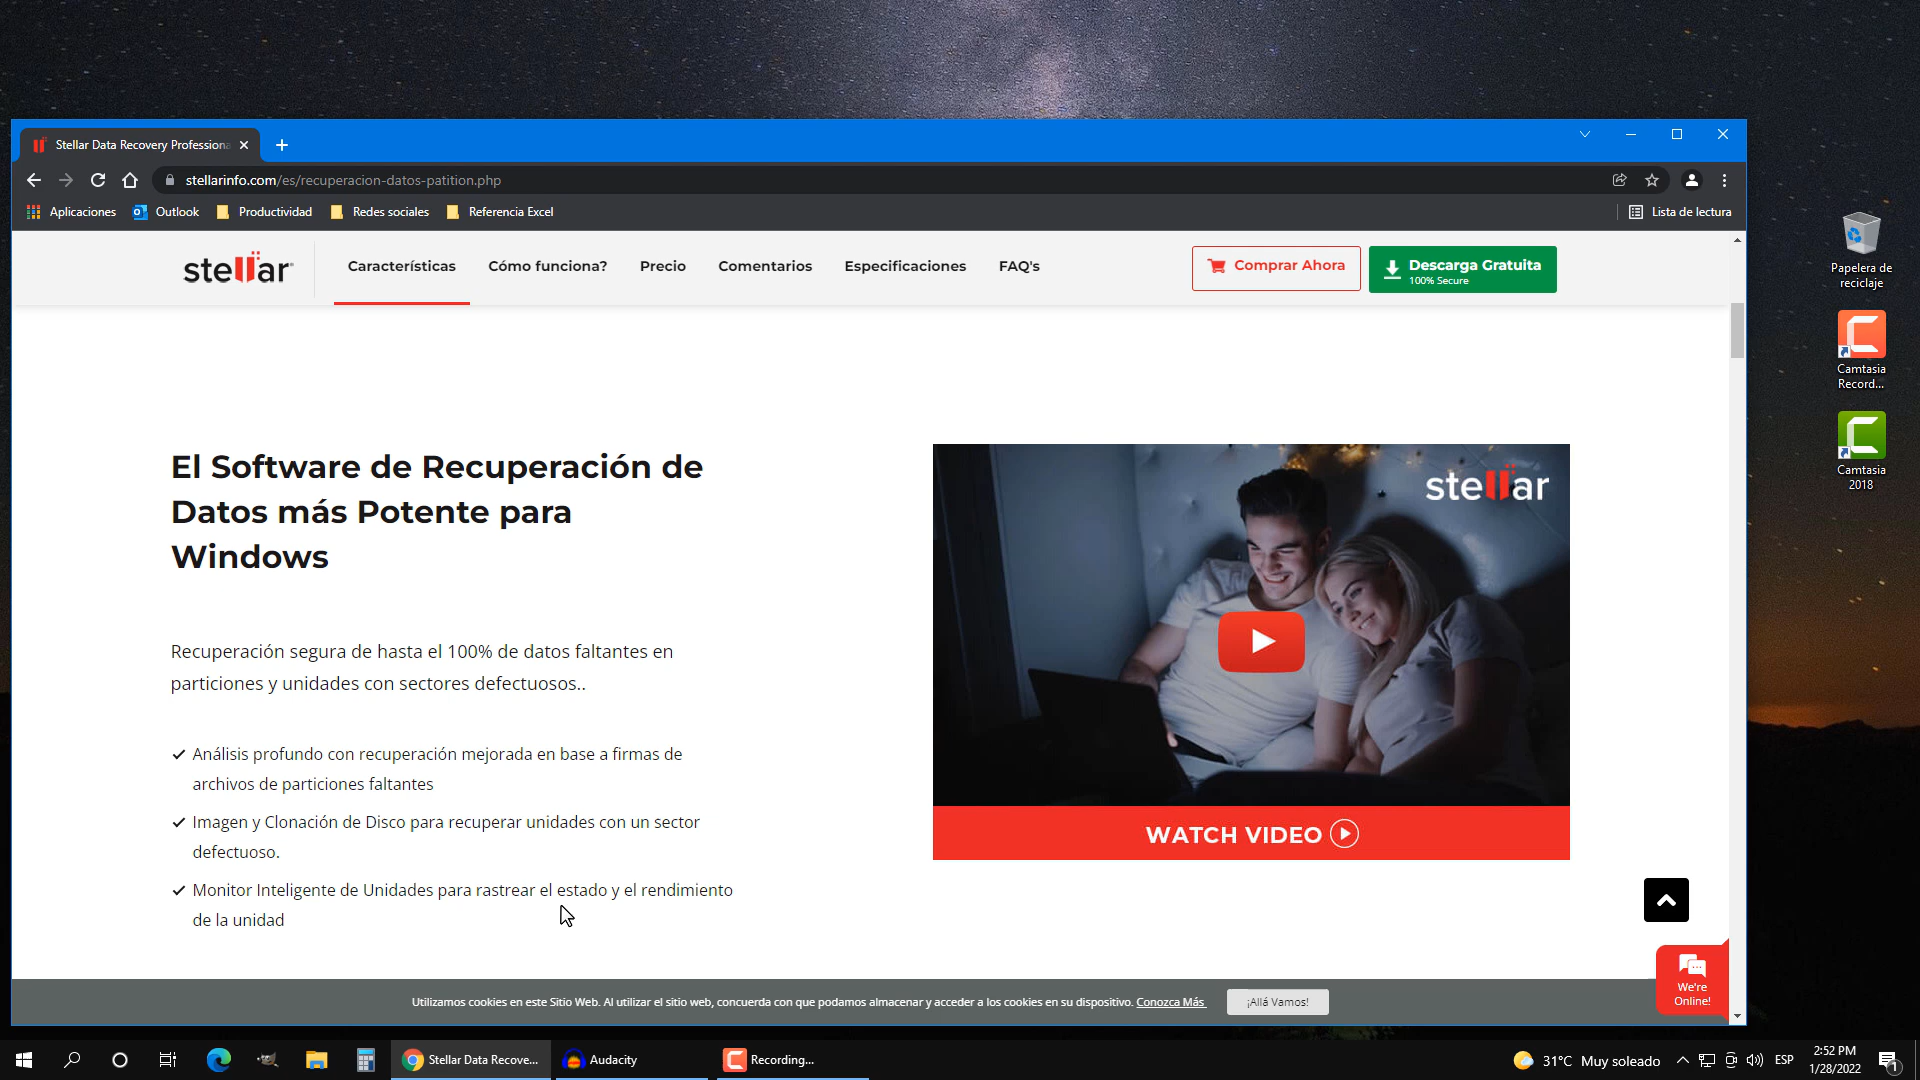 Stellar Data Recovery Professiona
stellarinfo.com/es/recuperacion-datos-patition.php
Aplicaciones
Outlook
Productividad
Redes sociales
Referencia Excel
Lista de lectura
stellar
Características
Cómo funciona?
Precio
Comentarios
Especificaciones
FAQ's
Comprar Ahora
Descarga Gratuita
100% Secure
El Software de Recuperación de
Datos más Potente para
Windows
Recuperación segura de hasta el 100% de datos faltantes en
particiones y unidades con sectores defectuosos..
Análisis profundo con recuperación mejorada en base a firmas de
archivos de particiones faltantes
Imagen y Clonación de Disco para recuperar unidades con un sector
defectuoso.
Monitor Inteligente de Unidades para rastrear el estado y el rendimiento
de la unidad
stellar
WATCH VIDEO
We're
Online!
Utilizamos cookies en este Sitio Web. Al utilizar el sitio web, concuerda con que podamos almacenar y acceder a los cookies en su dispositivo. Conozca Más
¡Allá Vamos!
Papelera de
reciclaje
Camtasia
Record...
Camtasia
2018
Stellar Data Recove...
Audacity
Recording...
31°C Muy soleado
ESP
2:52 PM
1/28/2022
1